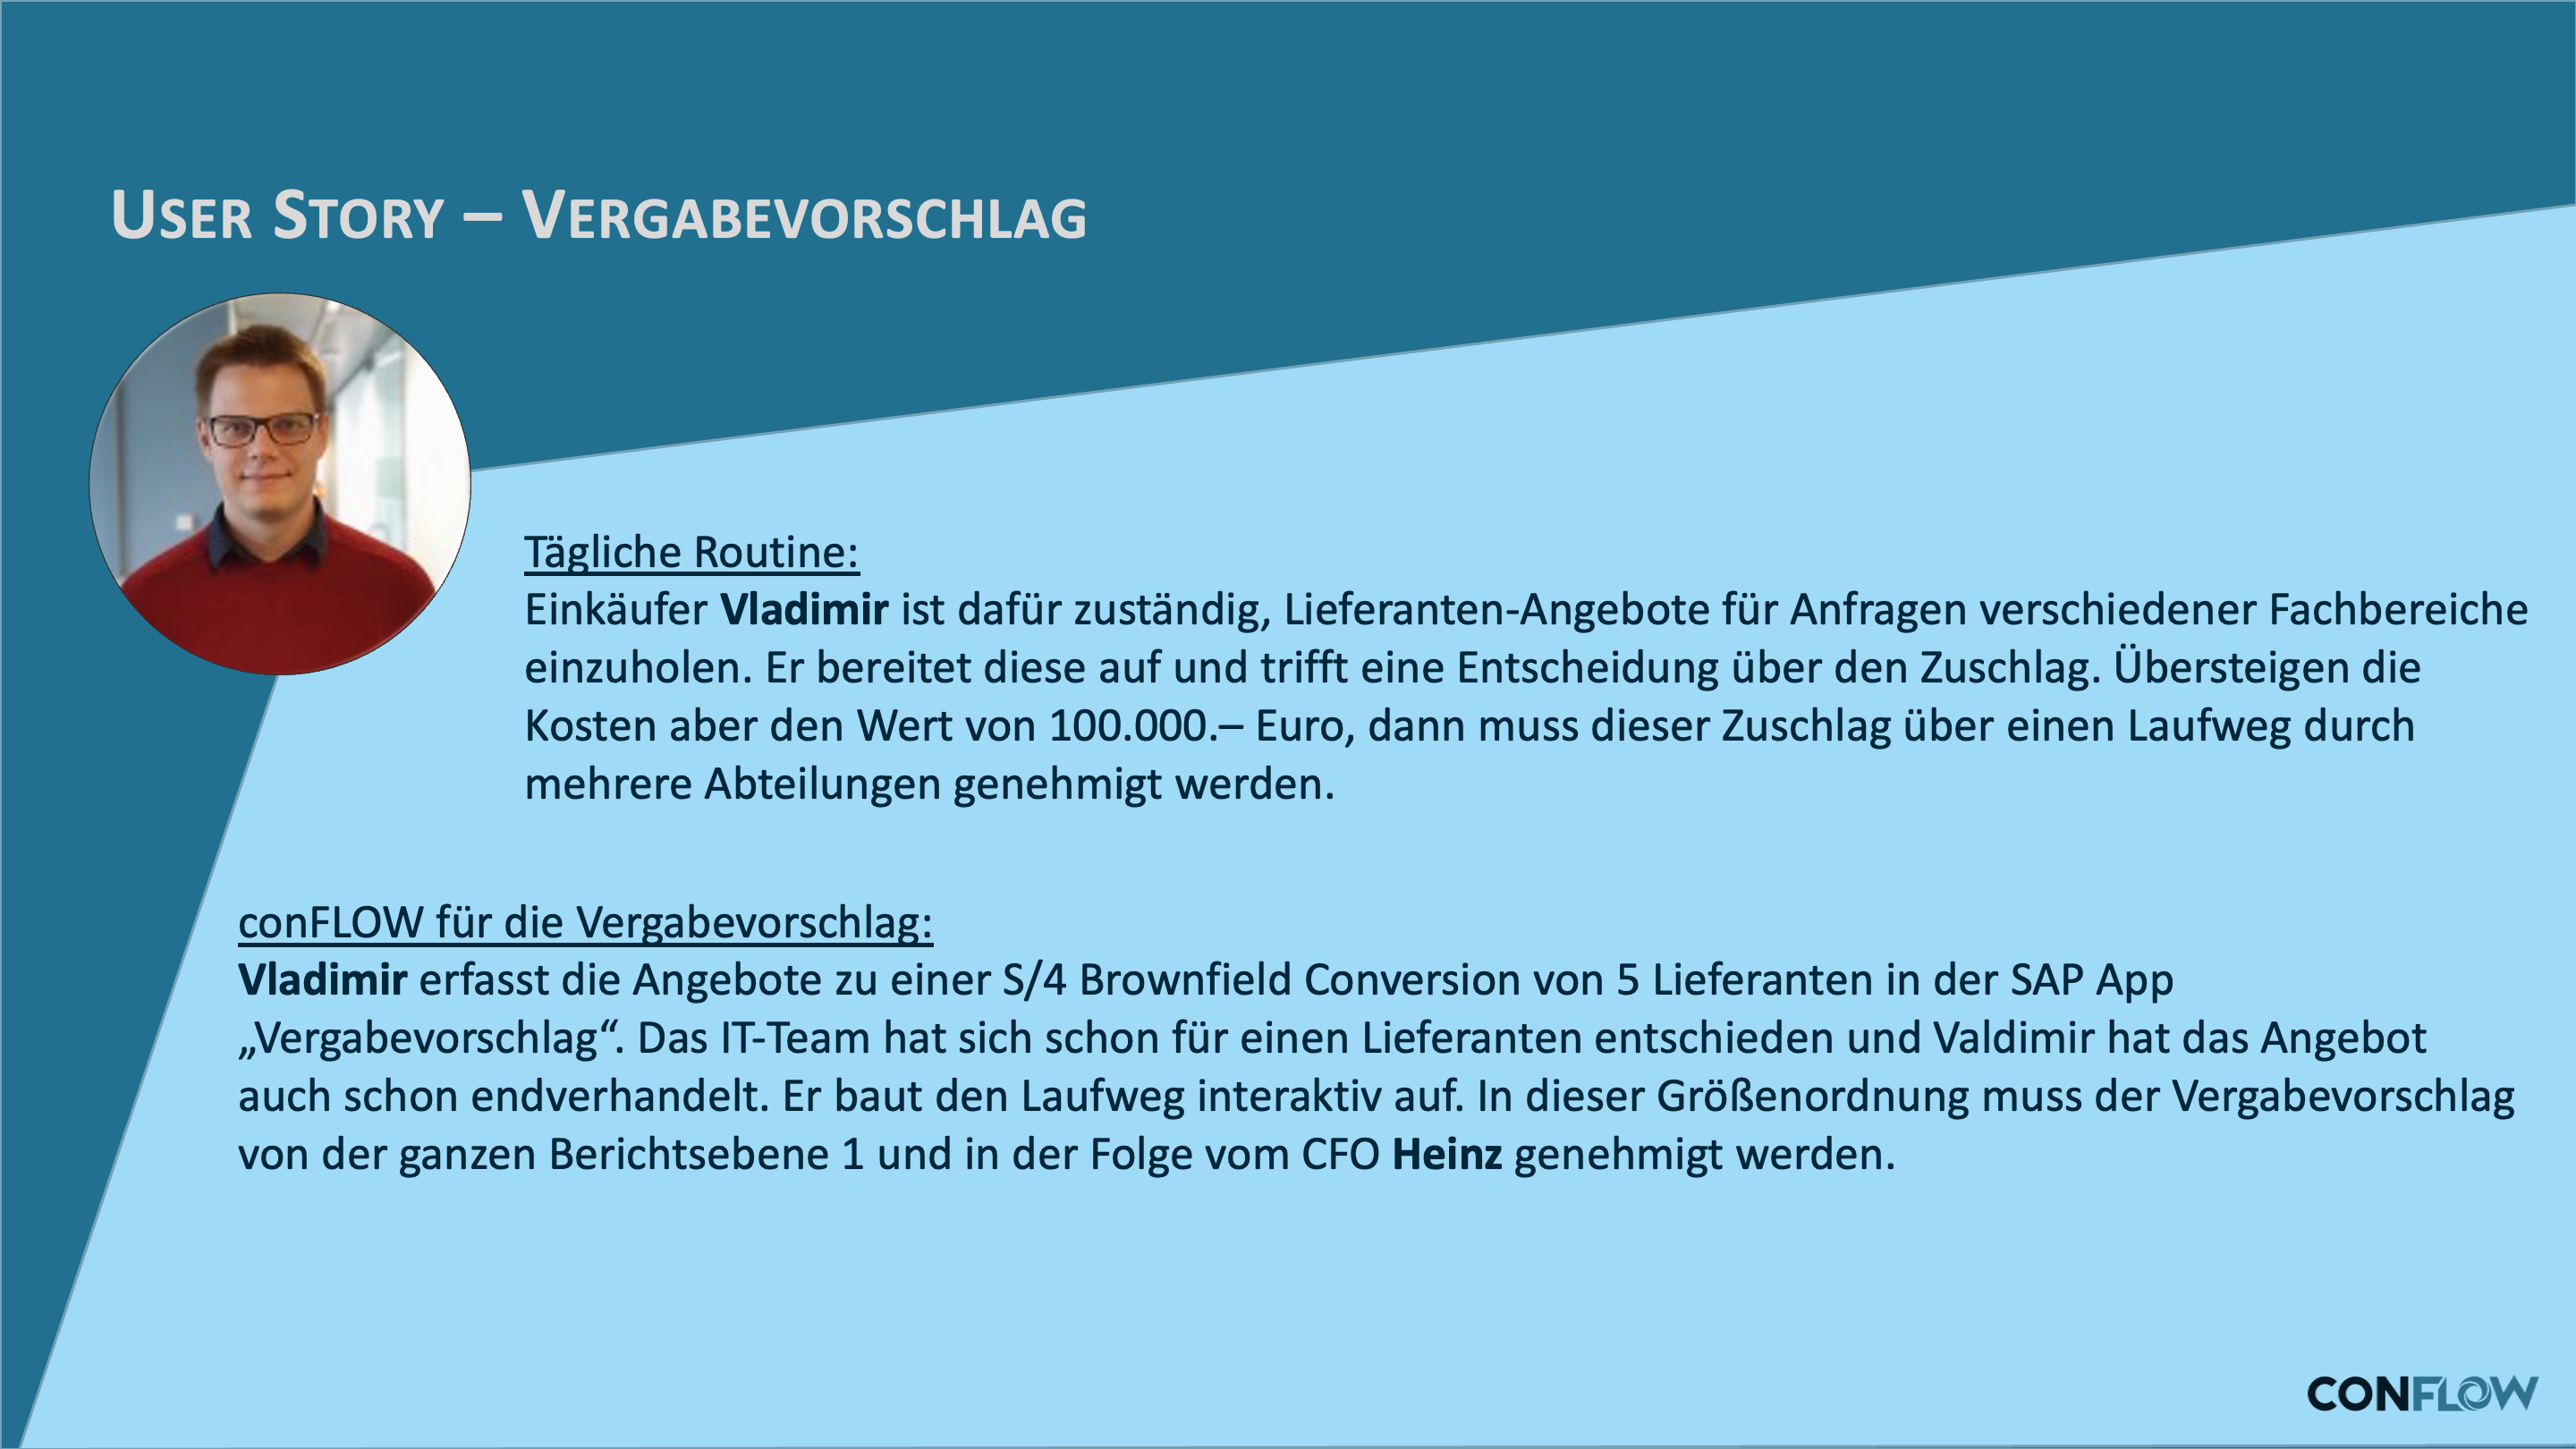 User Story – Vergabevorschlag
Tägliche Routine:
Einkäufer Vladimir ist dafür zuständig, Lieferanten-Angebote für Anfragen verschiedener Fachbereiche
einzuholen. Er bereitet diese auf und trifft eine Entscheidung über den Zuschlag. Übersteigen die
Kosten aber den Wert von 100.000.– Euro, dann muss dieser Zuschlag über einen Laufweg durch
mehrere Abteilungen genehmigt werden.
conFLOW für die Vergabevorschlag:
Vladimir erfasst die Angebote zu einer S/4 Brownfield Conversion von 5 Lieferanten in der SAP App
„Vergabevorschlag“. Das IT-Team hat sich schon für einen Lieferanten entschieden und Valdimir hat das Angebot
auch schon endverhandelt. Er baut den Laufweg interaktiv auf. In dieser Größenordnung muss der Vergabevorschlag
von der ganzen Berichtsebene 1 und in der Folge vom CFO Heinz genehmigt werden.
CONFLOW